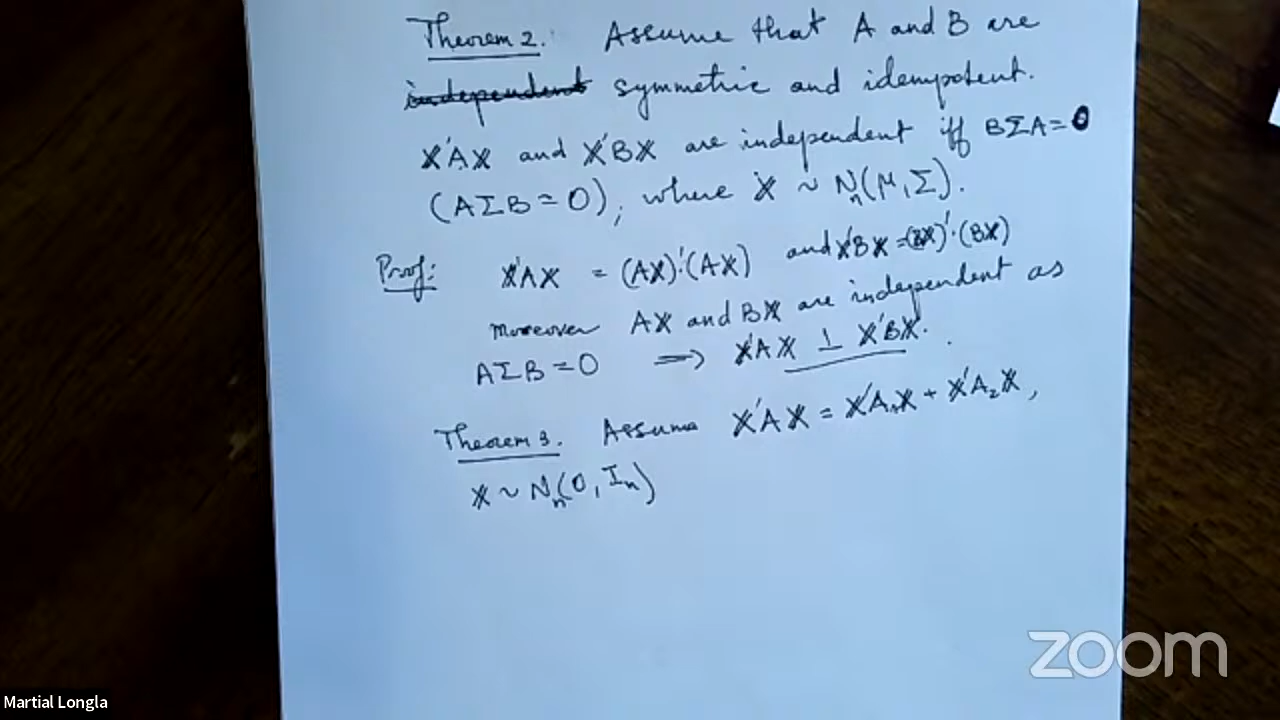 Theorem 2. Assume that A and B are
independent symmetric and idempotent.
X'AX and X'BX are independent iff BΣA=0
(AΣB=0), where X ~ Nn(μ,Σ).
Proof: X'AX = (AX)'.(AX) and X'BX=(BX)'.(BX)
Moreover AX and BX are independent as
AΣB=0 => X'AX ⊥ X'BX.
Theorem 3. Assume X'AX = X'A₁X + X'A₂X,
X ~ Nn(0, In)
zoom
Martial Longla